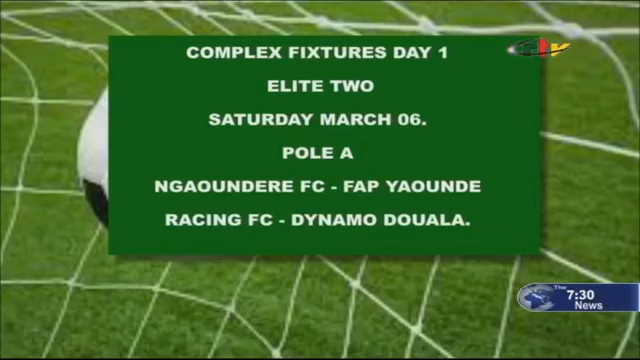 COMPLEX FIXTURES DAY 1
ELITE TWO
SATURDAY MARCH 06.
POLE A
NGAOUNDERE FC - FAP YAOUNDE
RACING FC - DYNAMO DOUALA.
The
7:30
News